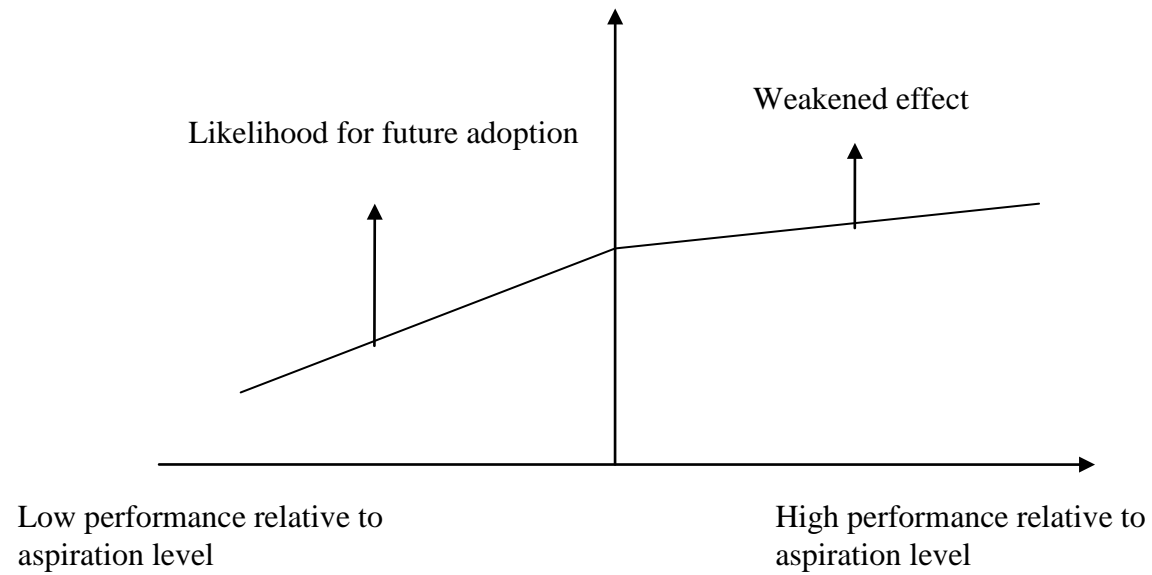 Weakened effect
Likelihood for future adoption
Low performance relative to
aspiration level
High performance relative to
aspiration level